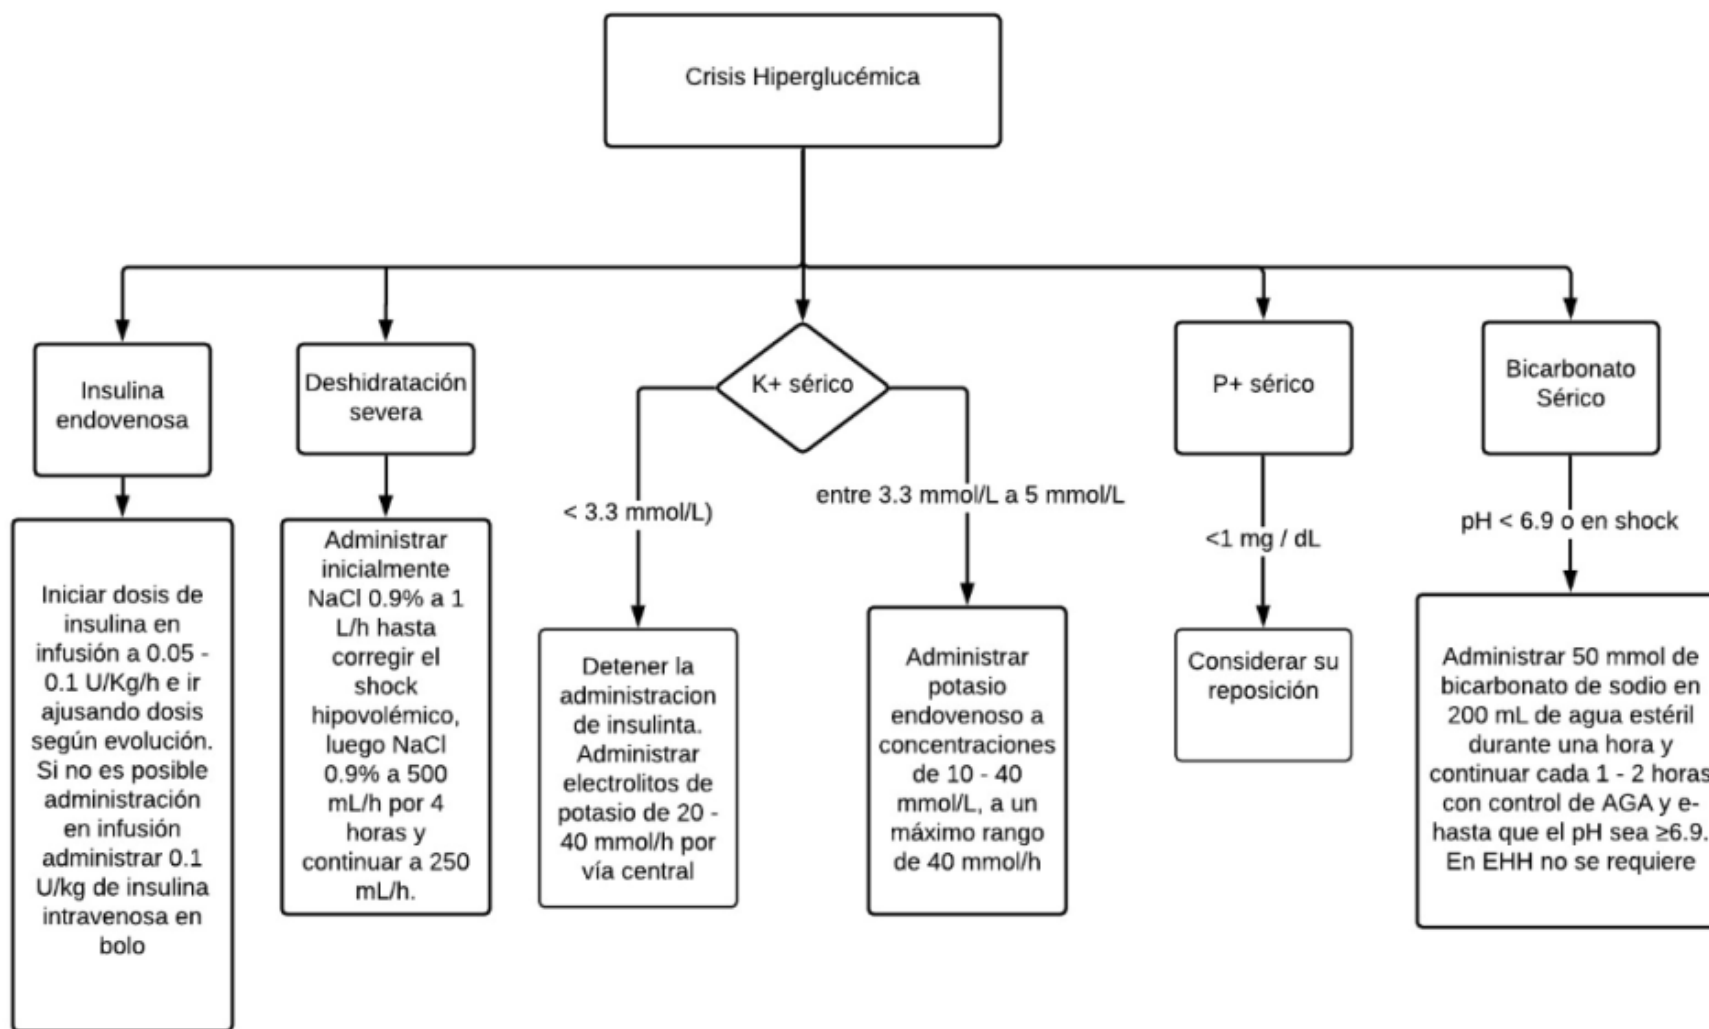 Crisis Hiperglucémica
Insulina
endovenosa
Deshidratación
severa
K+ sérico
P+ sérico
Bicarbonato
Sérico
< 3.3 mmol/L)
entre 3.3 mmol/L a 5 mmol/L
<1 mg / dL
pH < 6.9 o en shock
Iniciar dosis de
insulina en
infusión a 0.05 -
0.1 U/Kg/h e ir
ajusando dosis
según evolución.
Si no es posible
administración
en infusión
administrar 0.1
U/kg de insulina
intravenosa en
bolo
Administrar
inicialmente
NaCl 0.9% a 1
L/h hasta
corregir el
shock
hipovolémico,
luego NaCl
0.9% a 500
mL/h por 4
horas y
continuar a 250
mL/h.
Detener la
administracion
de insulinta.
Administrar
electrolitos de
potasio de 20 -
40 mmol/h por
vía central
Administrar
potasio
endovenoso a
concentraciones
de 10 - 40
mmol/L, a un
máximo rango
de 40 mmol/h
Considerar su
reposición
Administrar 50 mmol de
bicarbonato de sodio en
200 mL de agua estéril
durante una hora y
continuar cada 1 - 2 horas
con control de AGA y e-
hasta que el pH sea ≥6.9.
En EHH no se requiere